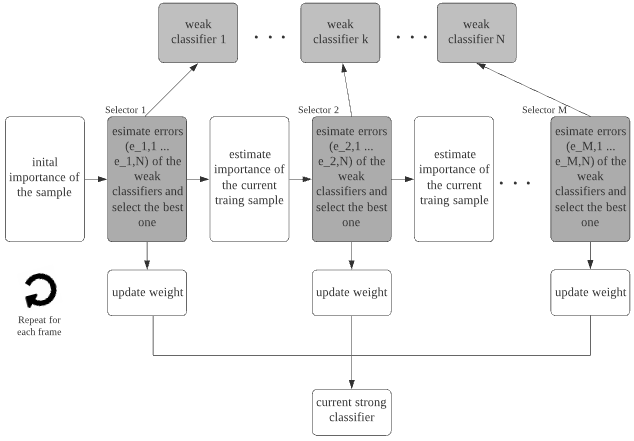 weak
classifier 1
. . .
weak
classifier k
. . .
weak
classifier N
Selector 1
Selector 2
Selector M
inital
importance of
the sample
esimate errors
(e_1,1 ...
e_1,N) of the
weak
classifiers and
select the best
one
estimate
importance of
the current
traing sample
esimate errors
(e_2,1 ...
e_2,N) of the
weak
classifiers and
select the best
one
estimate
importance of
the current
traing sample
. . .
esimate errors
(e_M,1 ...
e_M,N) of the
weak
classifiers and
select the best
one
update weight
update weight
update weight
Repeat for
each frame
current strong
classifier